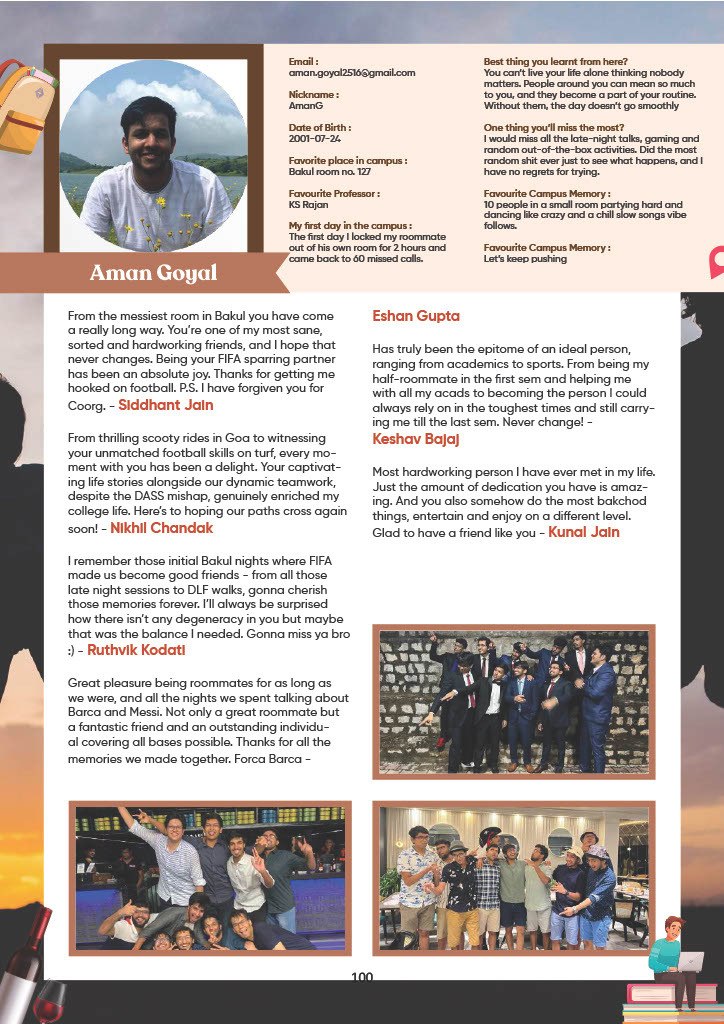 Email :
aman.goyal2516@gmail.com
Nickname :
AmanG
Date of Birth :
2001-07-24
Favorite place in campus :
Bakul room no. 127
Favourite Professor :
KS Rajan
My first day in the campus :
The first day I locked my roommate
out of his own room for 2 hours and
came back to 60 missed calls.
Best thing you learnt from here?
You can't live your life alone thinking nobody
matters. People around you can mean so much
to you, and they become a part of your routine.
Without them, the day doesn't go smoothly
One thing you'll miss the most?
I would miss all the late-night talks, gaming and
random out-of-the-box activities. Did the most
random shit ever just to see what happens, and I
have no regrets for trying.
Favourite Campus Memory :
10 people in a small room partying hard and
dancing like crazy and a chill slow songs vibe
follows.
Favourite Campus Memory :
Let's keep pushing
Aman Goyal
From the messiest room in Bakul you have come
a really long way. You're one of my most sane,
sorted and hardworking friends, and I hope that
never changes. Being your FIFA sparring partner
has been an absolute joy. Thanks for getting me
hooked on football. P.S. I have forgiven you for
Coorg. - Siddhant Jain
From thrilling scooty rides in Goa to witnessing
your unmatched football skills on turf, every mo-
ment with you has been a delight. Your captivat-
ing life stories alongside our dynamic teamwork,
despite the DASS mishap, genuinely enriched my
college life. Here's to hoping our paths cross again
soon! - Nikhil Chandak
I remember those initial Bakul nights where FIFA
made us become good friends - from all those
late night sessions to DLF walks, gonna cherish
those memories forever. I'll always be surprised
how there isn't any degeneracy in you but maybe
that was the balance I needed. Gonna miss ya bro
:) - Ruthvik Kodati
Great pleasure being roommates for as long as
we were, and all the nights we spent talking about
Barca and Messi. Not only a great roommate but
a fantastic friend and an outstanding individu-
al covering all bases possible. Thanks for all the
memories we made together. Forca Barca -
Eshan Gupta
Has truly been the epitome of an ideal person,
ranging from academics to sports. From being my
half-roommate in the first sem and helping me
with all my acads to becoming the person I could
always rely on in the toughest times and still carry-
ing me till the last sem. Never change! -
Keshav Bajaj
Most hardworking person I have ever met in my life.
Just the amount of dedication you have is amaz-
ing. And you also somehow do the most bakchod
things, entertain and enjoy on a different level.
Glad to have a friend like you - Kunal Jain
100